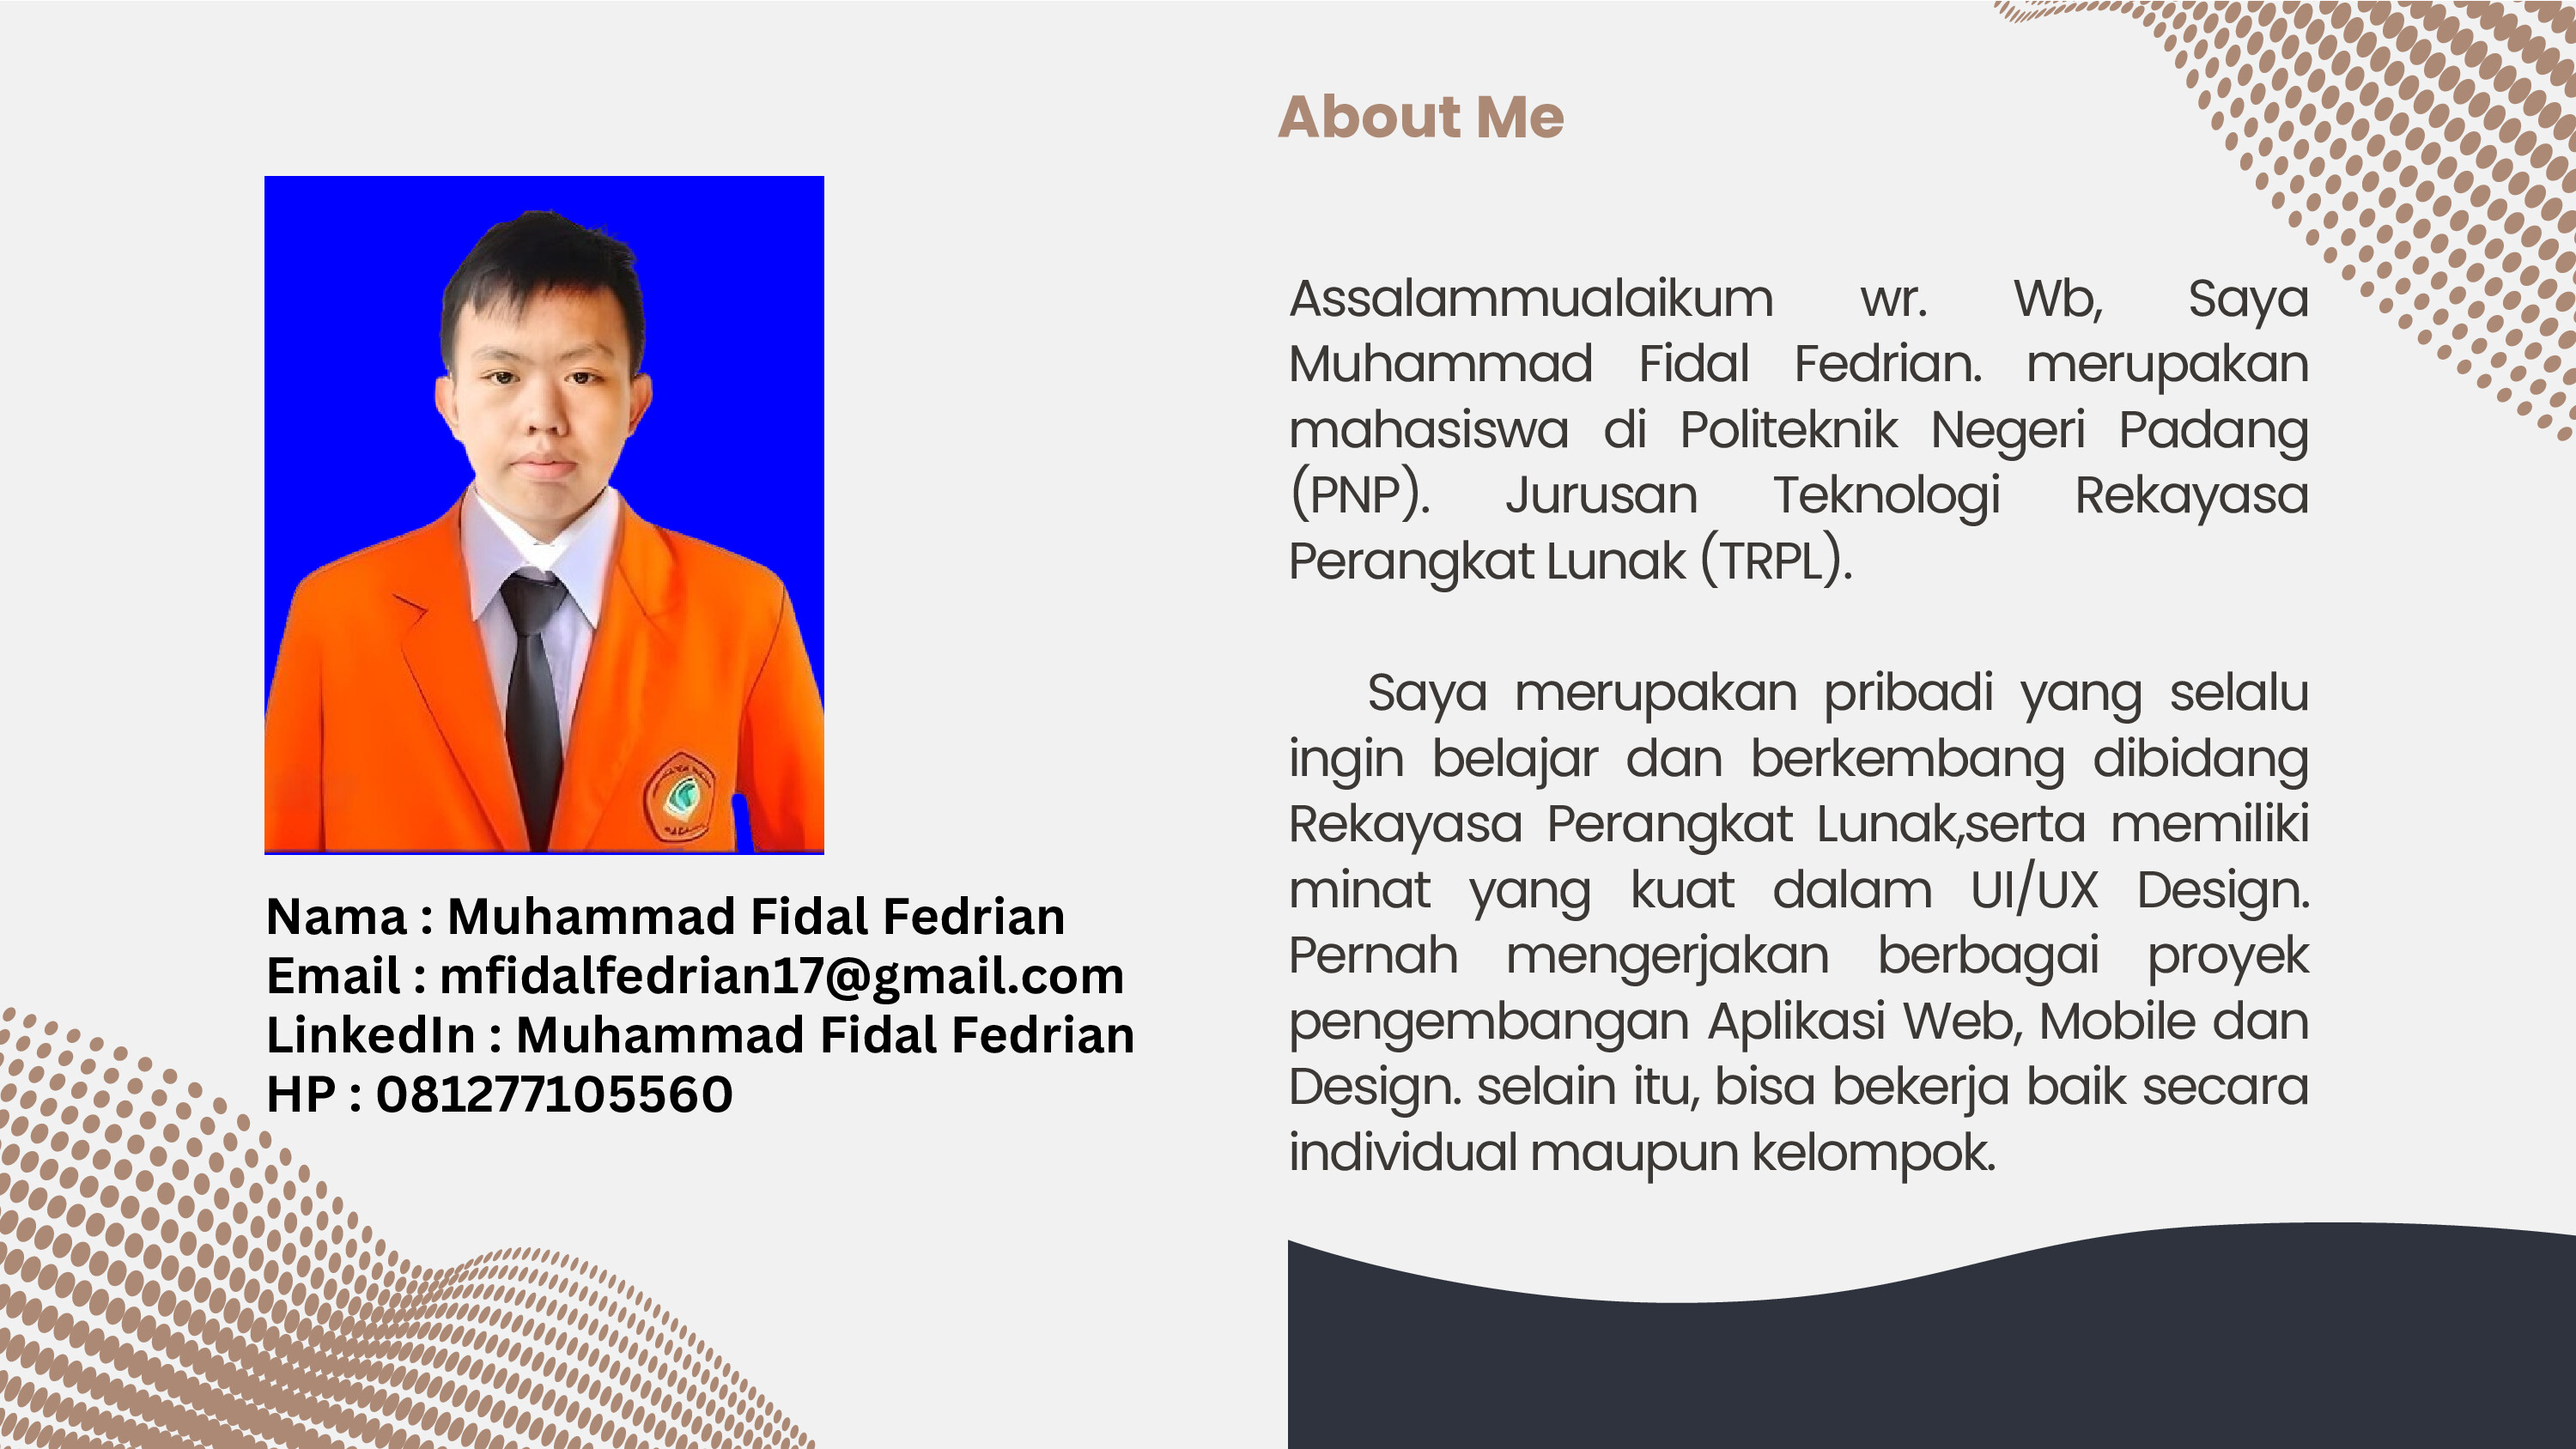 About Me
Assalammualaikum wr. Wb, Saya
Muhammad Fidal Fedrian. merupakan
mahasiswa di Politeknik Negeri Padang
(PNP). Jurusan Teknologi Rekayasa
Perangkat Lunak (TRPL).
Saya merupakan pribadi yang selalu
ingin belajar dan berkembang dibidang
Rekayasa Perangkat Lunak,serta memiliki
minat yang kuat dalam UI/UX Design.
Pernah mengerjakan berbagai proyek
pengembangan Aplikasi Web, Mobile dan
Design. selain itu, bisa bekerja baik secara
individual maupun kelompok.
Nama : Muhammad Fidal Fedrian
Email : mfidalfedrian17@gmail.com
LinkedIn : Muhammad Fidal Fedrian
HP : 081277105560